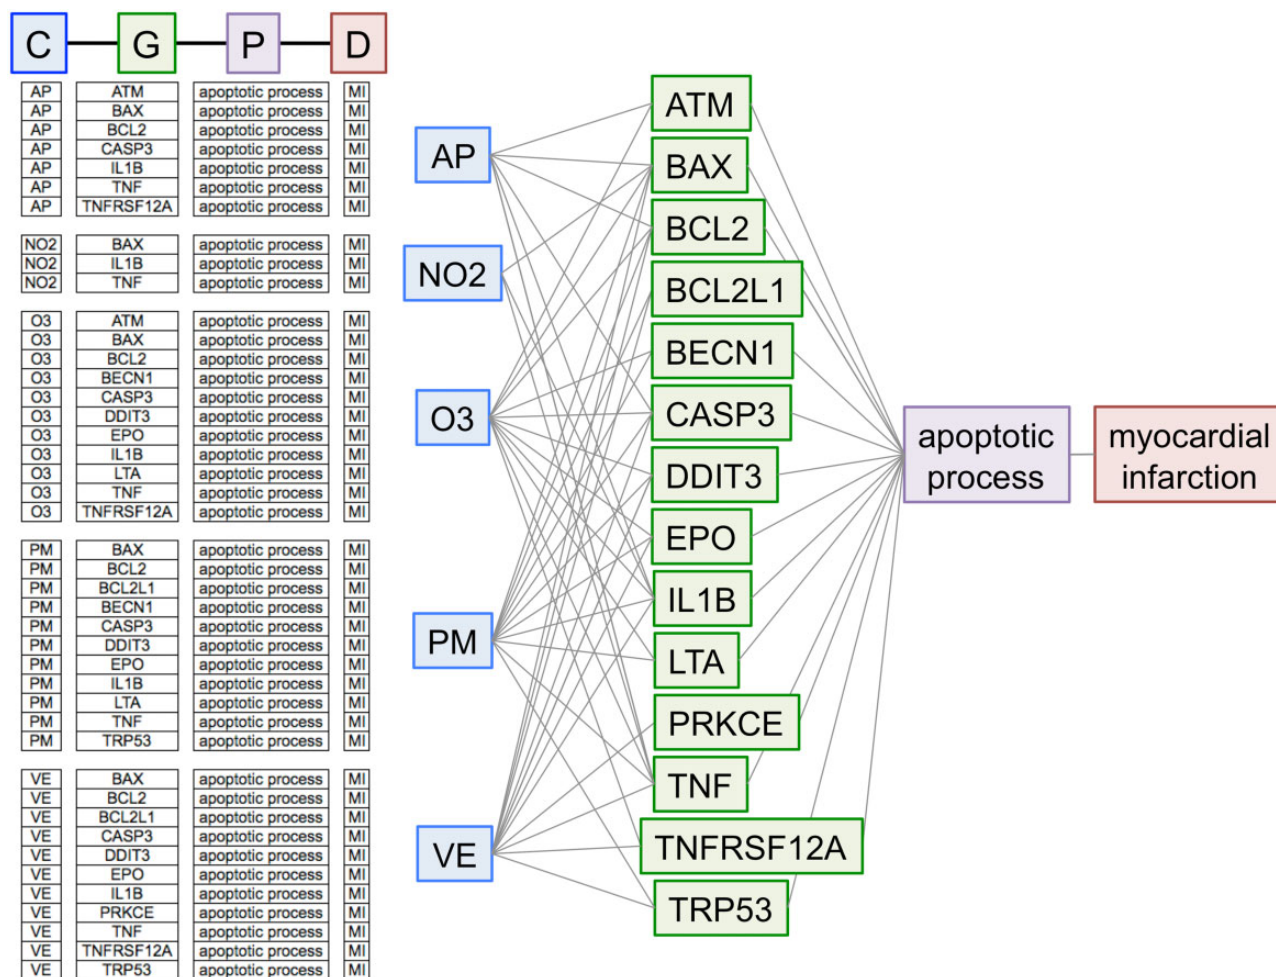 C G P D
AP ATM apoptotic process MI
AP BAX apoptotic process MI
AP BCL2 apoptotic process MI
AP CASP3 apoptotic process MI
AP IL1B apoptotic process MI
AP TNF apoptotic process MI
AP TNFRSF12A apoptotic process MI
NO2 BAX apoptotic process MI
NO2 IL1B apoptotic process MI
NO2 TNF apoptotic process MI
O3 ATM apoptotic process MI
O3 BAX apoptotic process MI
O3 BCL2 apoptotic process MI
O3 BECN1 apoptotic process MI
O3 CASP3 apoptotic process MI
O3 DDIT3 apoptotic process MI
O3 EPO apoptotic process MI
O3 IL1B apoptotic process MI
O3 LTA apoptotic process MI
O3 TNF apoptotic process MI
O3 TNFRSF12A apoptotic process MI
PM BAX apoptotic process MI
PM BCL2 apoptotic process MI
PM BCL2L1 apoptotic process MI
PM BECN1 apoptotic process MI
PM CASP3 apoptotic process MI
PM DDIT3 apoptotic process MI
PM EPO apoptotic process MI
PM IL1B apoptotic process MI
PM LTA apoptotic process MI
PM TNF apoptotic process MI
PM TRP53 apoptotic process MI
VE BAX apoptotic process MI
VE BCL2 apoptotic process MI
VE BCL2L1 apoptotic process MI
VE CASP3 apoptotic process MI
VE DDIT3 apoptotic process MI
VE EPO apoptotic process MI
VE IL1B apoptotic process MI
VE PRKCE apoptotic process MI
VE TNF apoptotic process MI
VE TNFRSF12A apoptotic process MI
VE TRP53 apoptotic process MI
AP
NO2
O3
PM
VE
ATM
BAX
BCL2
BCL2L1
BECN1
CASP3
DDIT3
EPO
IL1B
LTA
PRKCE
TNF
TNFRSF12A
TRP53
apoptotic
process
myocardial
infarction